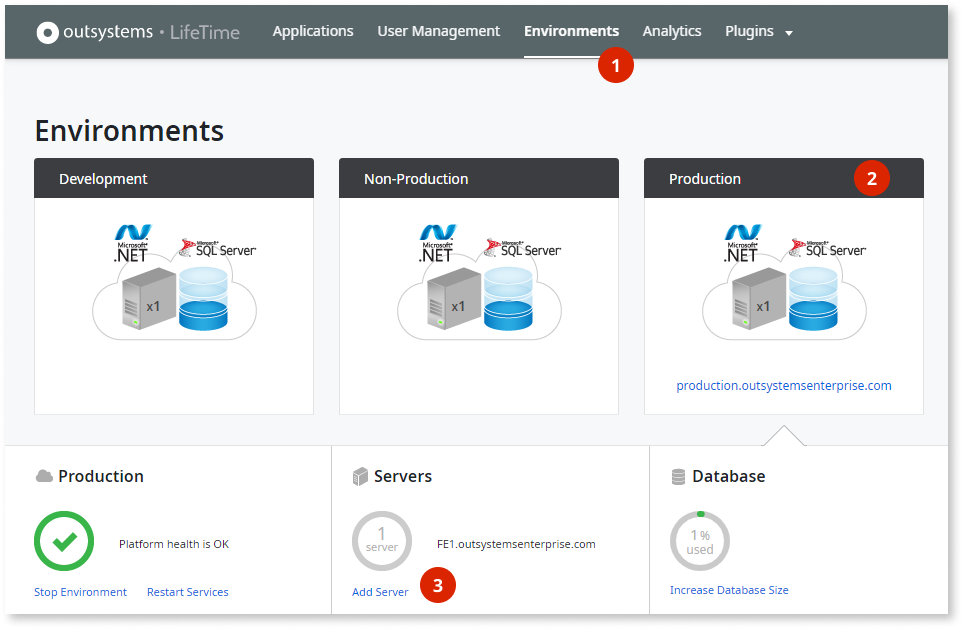 outsystems · LifeTime Applications User Management Environments Analytics Plugins
1
Environments
Development
Non-Production
Production
2
Microsoft®
.NET
Microsoft®
SQL Server®
x1
Microsoft®
.NET
Microsoft®
SQL Server®
x1
Microsoft®
.NET
Microsoft®
SQL Server®
x1
production.outsystemsenterprise.com
Production
Platform health is OK
Stop Environment Restart Services
Servers
1
server
FE1.outsystemsenterprise.com
Add Server
3
Database
1 %
used
Increase Database Size